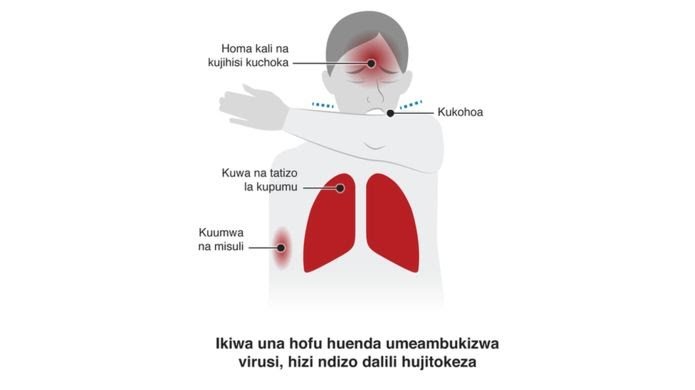 Homa kali na
kujihisi kuchoka
Kukohoa
Kuwa na tatizo
la kupumu
Kuumwa
na misuli
Ikiwa una hofu huenda umeambukizwa
virusi, hizi ndizo dalili hujitokeza